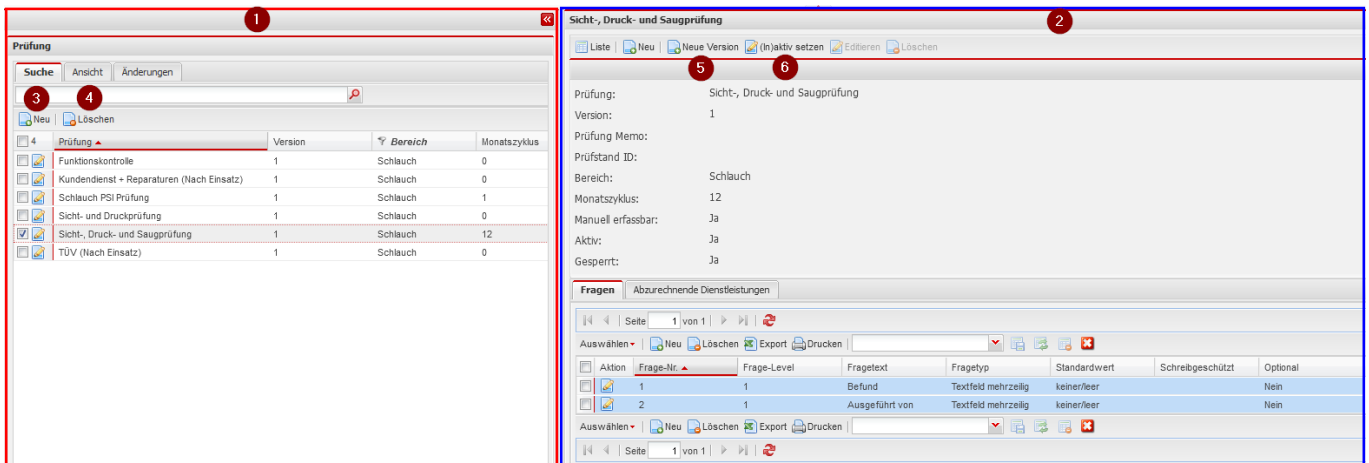 1
Prüfung
Suche Ansicht Änderungen
3 4
Neu Löschen
4 Prüfung Version Bereich Monatszyklus
Funktionskontrolle 1 Schlauch 0
Kundendienst + Reparaturen (Nach Einsatz) 1 Schlauch 0
Schlauch PSI Prüfung 1 Schlauch 1
Sicht- und Druckprüfung 1 Schlauch 0
Sicht-, Druck- und Saugprüfung 1 Schlauch 12
TÜV (Nach Einsatz) 1 Schlauch 0
Sicht-, Druck- und Saugprüfung 2
Liste Neu Neue Version (In)aktiv setzen Editieren Löschen
5 6
Prüfung: Sicht-, Druck- und Saugprüfung
Version: 1
Prüfung Memo:
Prüfstand ID:
Bereich: Schlauch
Monatszyklus: 12
Manuell erfassbar: Ja
Aktiv: Ja
Gesperrt: Ja
Fragen Abzurechnende Dienstleistungen
Seite 1 von 1
Auswählen Neu Löschen Export Drucken
Aktion Frage-Nr. Frage-Level Fragetext Fragetyp Standardwert Schreibgeschützt Optional
1 1 Befund Textfeld mehrzeilig keiner/leer Nein
2 1 Ausgeführt von Textfeld mehrzeilig keiner/leer Nein
Auswählen Neu Löschen Export Drucken
Seite 1 von 1